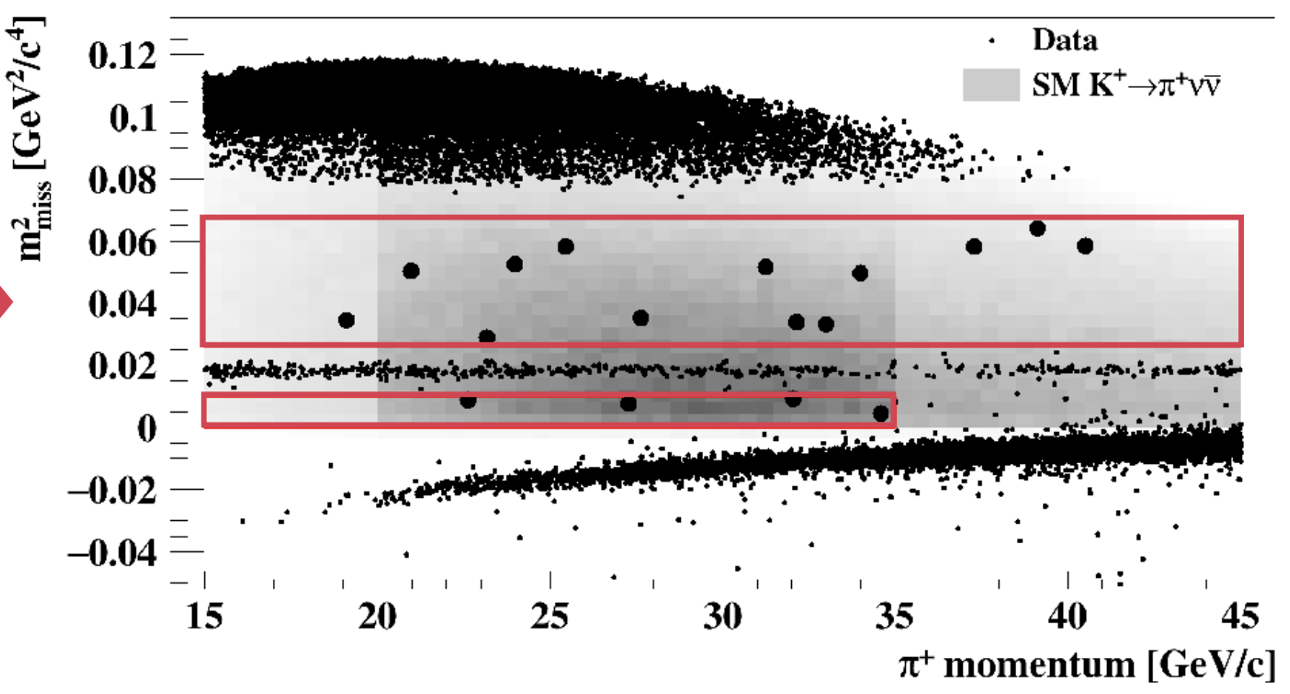 m²miss [GeV²/c⁴]
0.12
0.1
0.08
0.06
0.04
0.02
0
−0.02
−0.04
Data
SM K⁺→π⁺νν̅
15 20 25 30 35 40 45
π⁺ momentum [GeV/c]